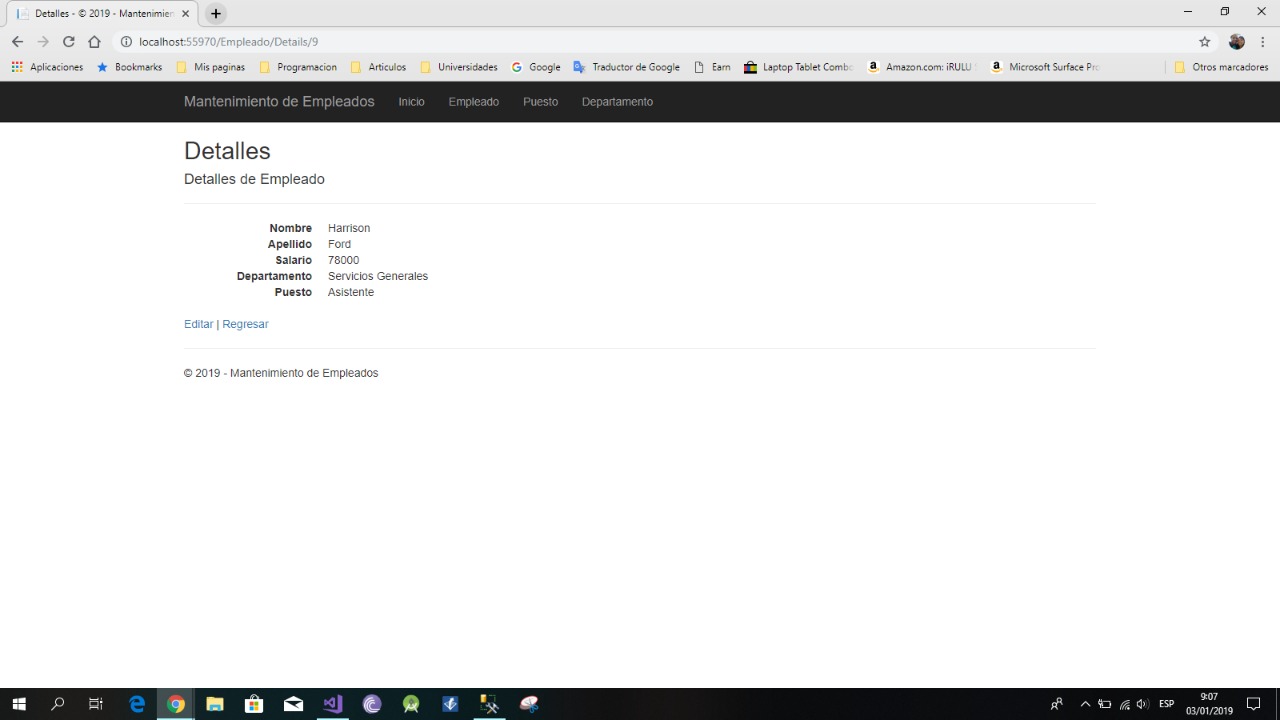 Detalles - © 2019 - Mantenimien
localhost:55970/Empleado/Details/9
Aplicaciones Bookmarks Mis paginas Programacion Articulos Universidades Google Traductor de Google Earn Laptop Tablet Combo Amazon.com: iRULU Microsoft Surface Pro Otros marcadores
Mantenimiento de Empleados Inicio Empleado Puesto Departamento
Detalles
Detalles de Empleado
Nombre Harrison
Apellido Ford
Salario 78000
Departamento Servicios Generales
Puesto Asistente
Editar | Regresar
© 2019 - Mantenimiento de Empleados
ESP
9:07
03/01/2019